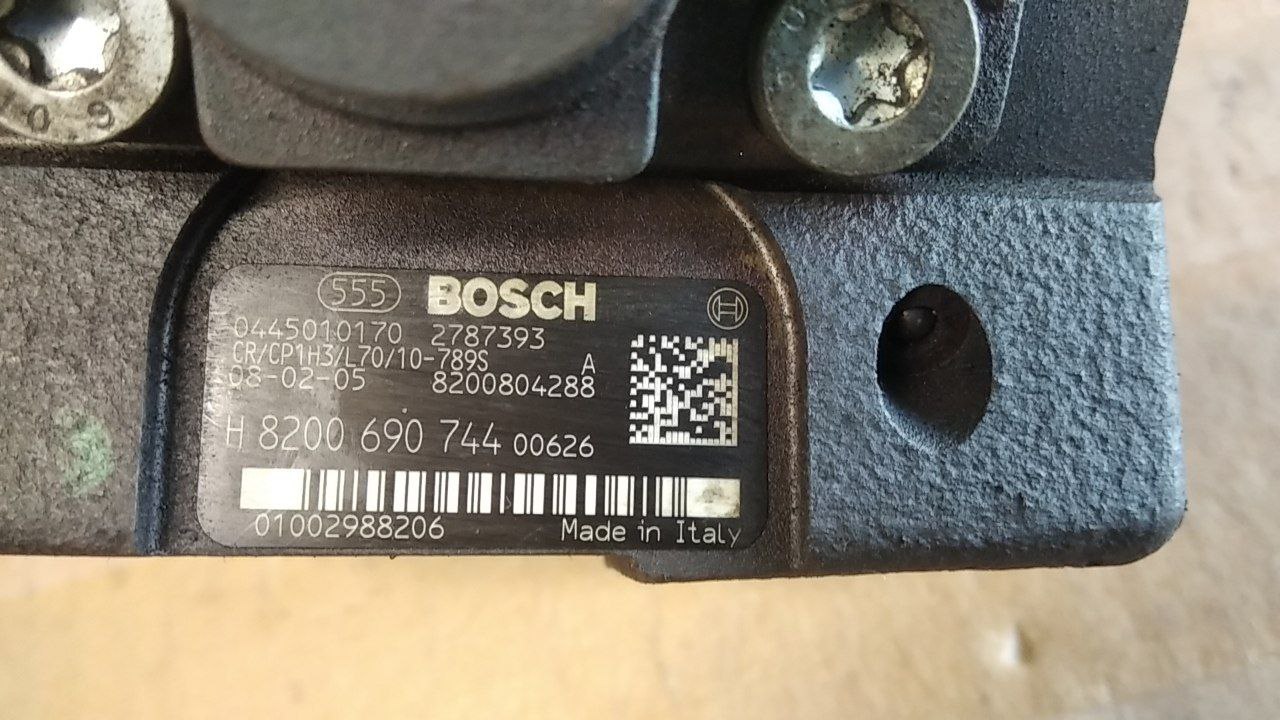 09
555 BOSCH
0445010170 2787393
CR/CP1H3/L70/10-789S A
08-02-05 8200804288
H 8200 690 744 00626
01002988206 Made in Italy